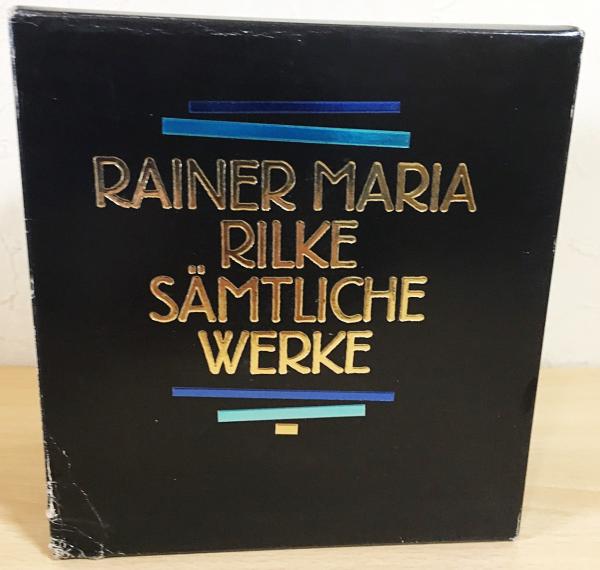 RAINER MARIA
RILKE
SÄMTLICHE
WERKE